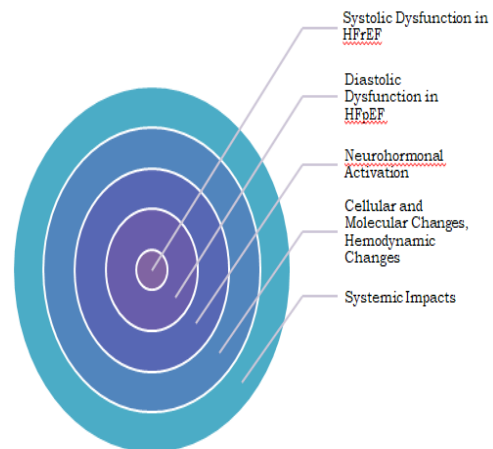 Systolic Dysfunction in
HFrEF
Diastolic
Dysfunction in
HFpEF
Neurohormonal
Activation
Cellular and
Molecular Changes,
Hemodynamic
Changes
Systemic Impacts